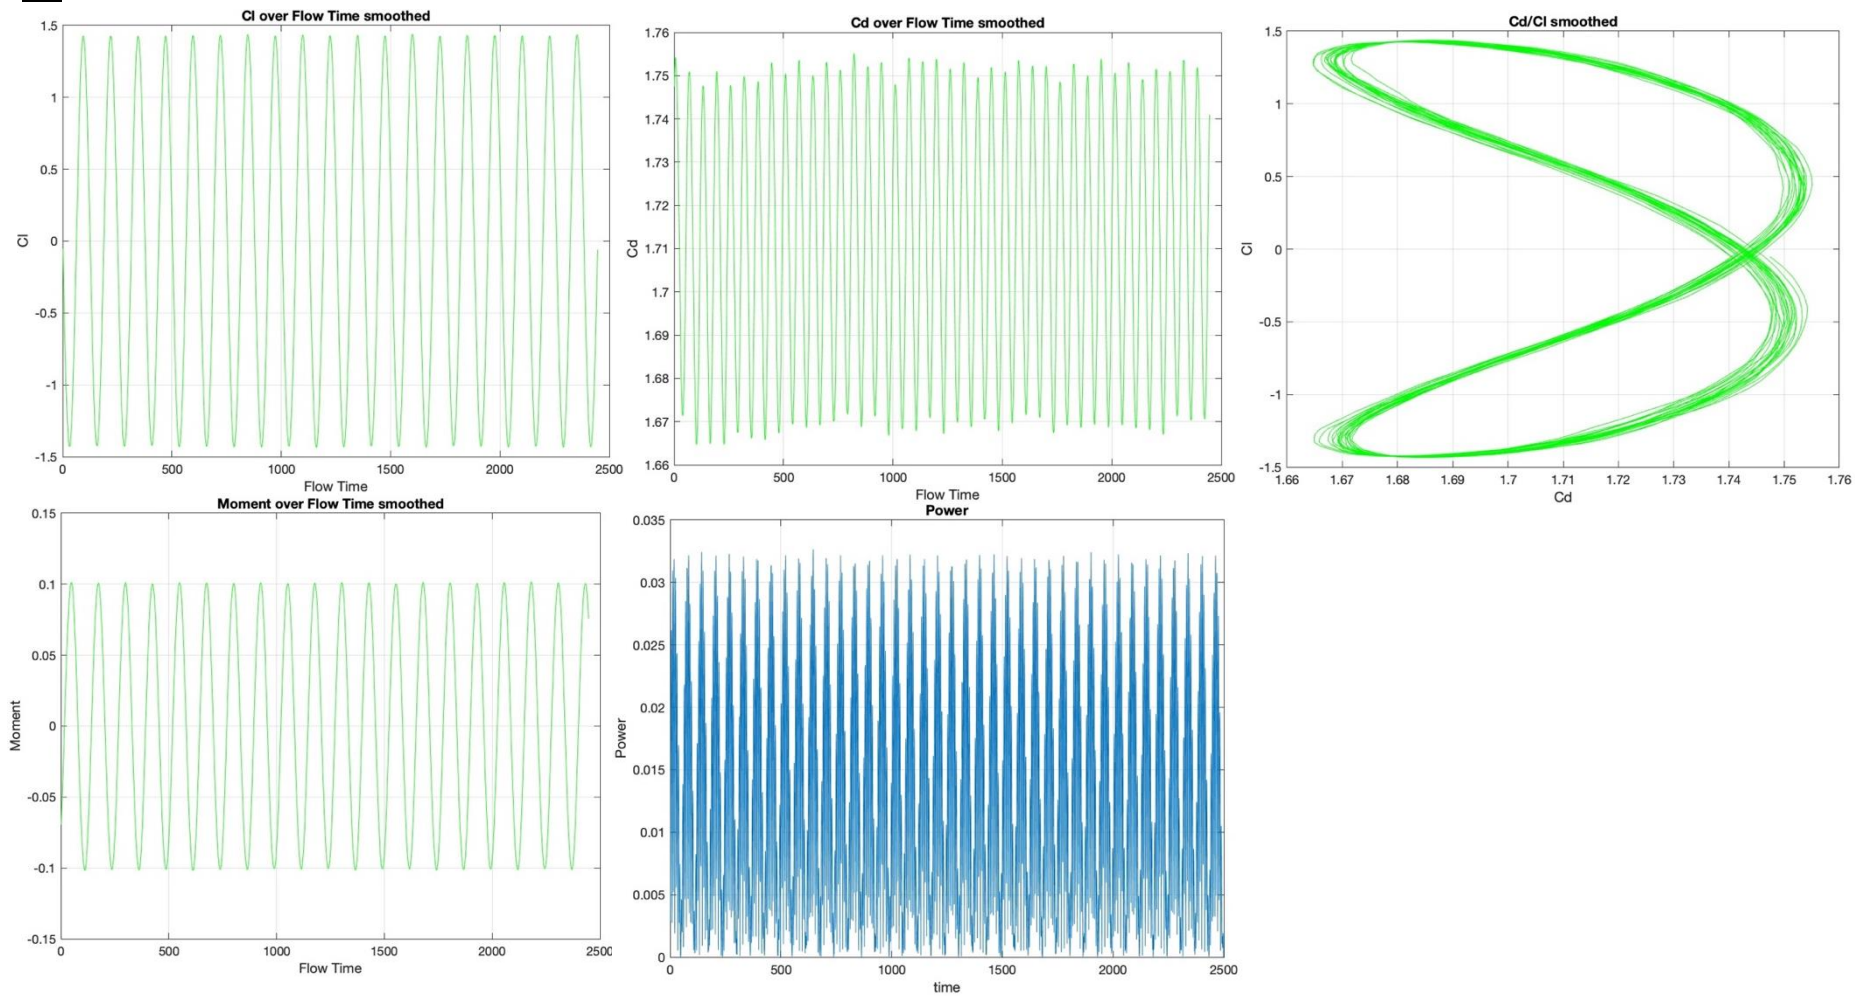 Cl over Flow Time smoothed
1.5
1
0.5
0
-0.5
-1
-1.5
Cl
0 500 1000 1500 2000 2500
Flow Time
Cd over Flow Time smoothed
1.76
1.75
1.74
1.73
1.72
1.71
1.7
1.69
1.68
1.67
1.66
Cd
0 500 1000 1500 2000 2500
Flow Time
Cd/Cl smoothed
1.5
1
0.5
0
-0.5
-1
-1.5
Cl
1.66 1.67 1.68 1.69 1.7 1.71 1.72 1.73 1.74 1.75 1.76
Cd
Moment over Flow Time smoothed
0.15
0.1
0.05
0
-0.05
-0.1
-0.15
Moment
0 500 1000 1500 2000 2500
Flow Time
Power
0.035
0.03
0.025
0.02
0.015
0.01
0.005
0
Power
0 500 1000 1500 2000 2500
time